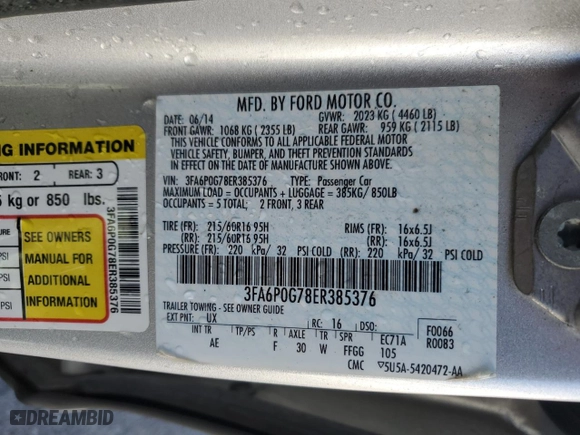 MFD. BY FORD MOTOR CO.
DATE: 06/14 GVWR: 2023 KG ( 4460 LB)
FRONT GAWR: 1068 KG ( 2355 LB) REAR GAWR: 959 KG ( 2115 LB)
THIS VEHICLE CONFORMS TO ALL APPLICABLE FEDERAL MOTOR
VEHICLE SAFETY, BUMPER, AND THEFT PREVENTION STANDARDS
IN EFFECT ON THE DATE OF MANUFACTURE SHOWN ABOVE.
VIN: 3FA6P0G78ER385376 TYPE: Passenger Car
MAXIMUM LOAD = OCCUPANTS + LUGGAGE = 385KG / 850LB
OCCUPANTS = 5 TOTAL, 2 FRONT, 3 REAR
TIRE (FR): 215/60R16 95H RIMS (FR): 16x6.5J
(RR): 215/60R16 95H (RR): 16x6.5J
PRESSURE (FR): 220 kPa/ 32 PSI COLD (RR): 220 kPa/ 32 PSI COLD
3FA6P0G78ER385376
TRAILER TOWING - SEE OWNER GUIDE
EXT PNT: UX RC: 16 DSO: F0066
INT TR TP/PS R TIRE TR SPR EC71A R0083
AE F 30 W FFGG 105
CMC 5U5A-5420472-AA
NG INFORMATION
FRONT: 2 REAR: 3
5 kg or 850 lbs.
SEE OWNERS
MANUAL FOR
ADDITIONAL
INFORMATION
PSI
PSI
PSI
3FA6P0G78ER385376
DREAMBID